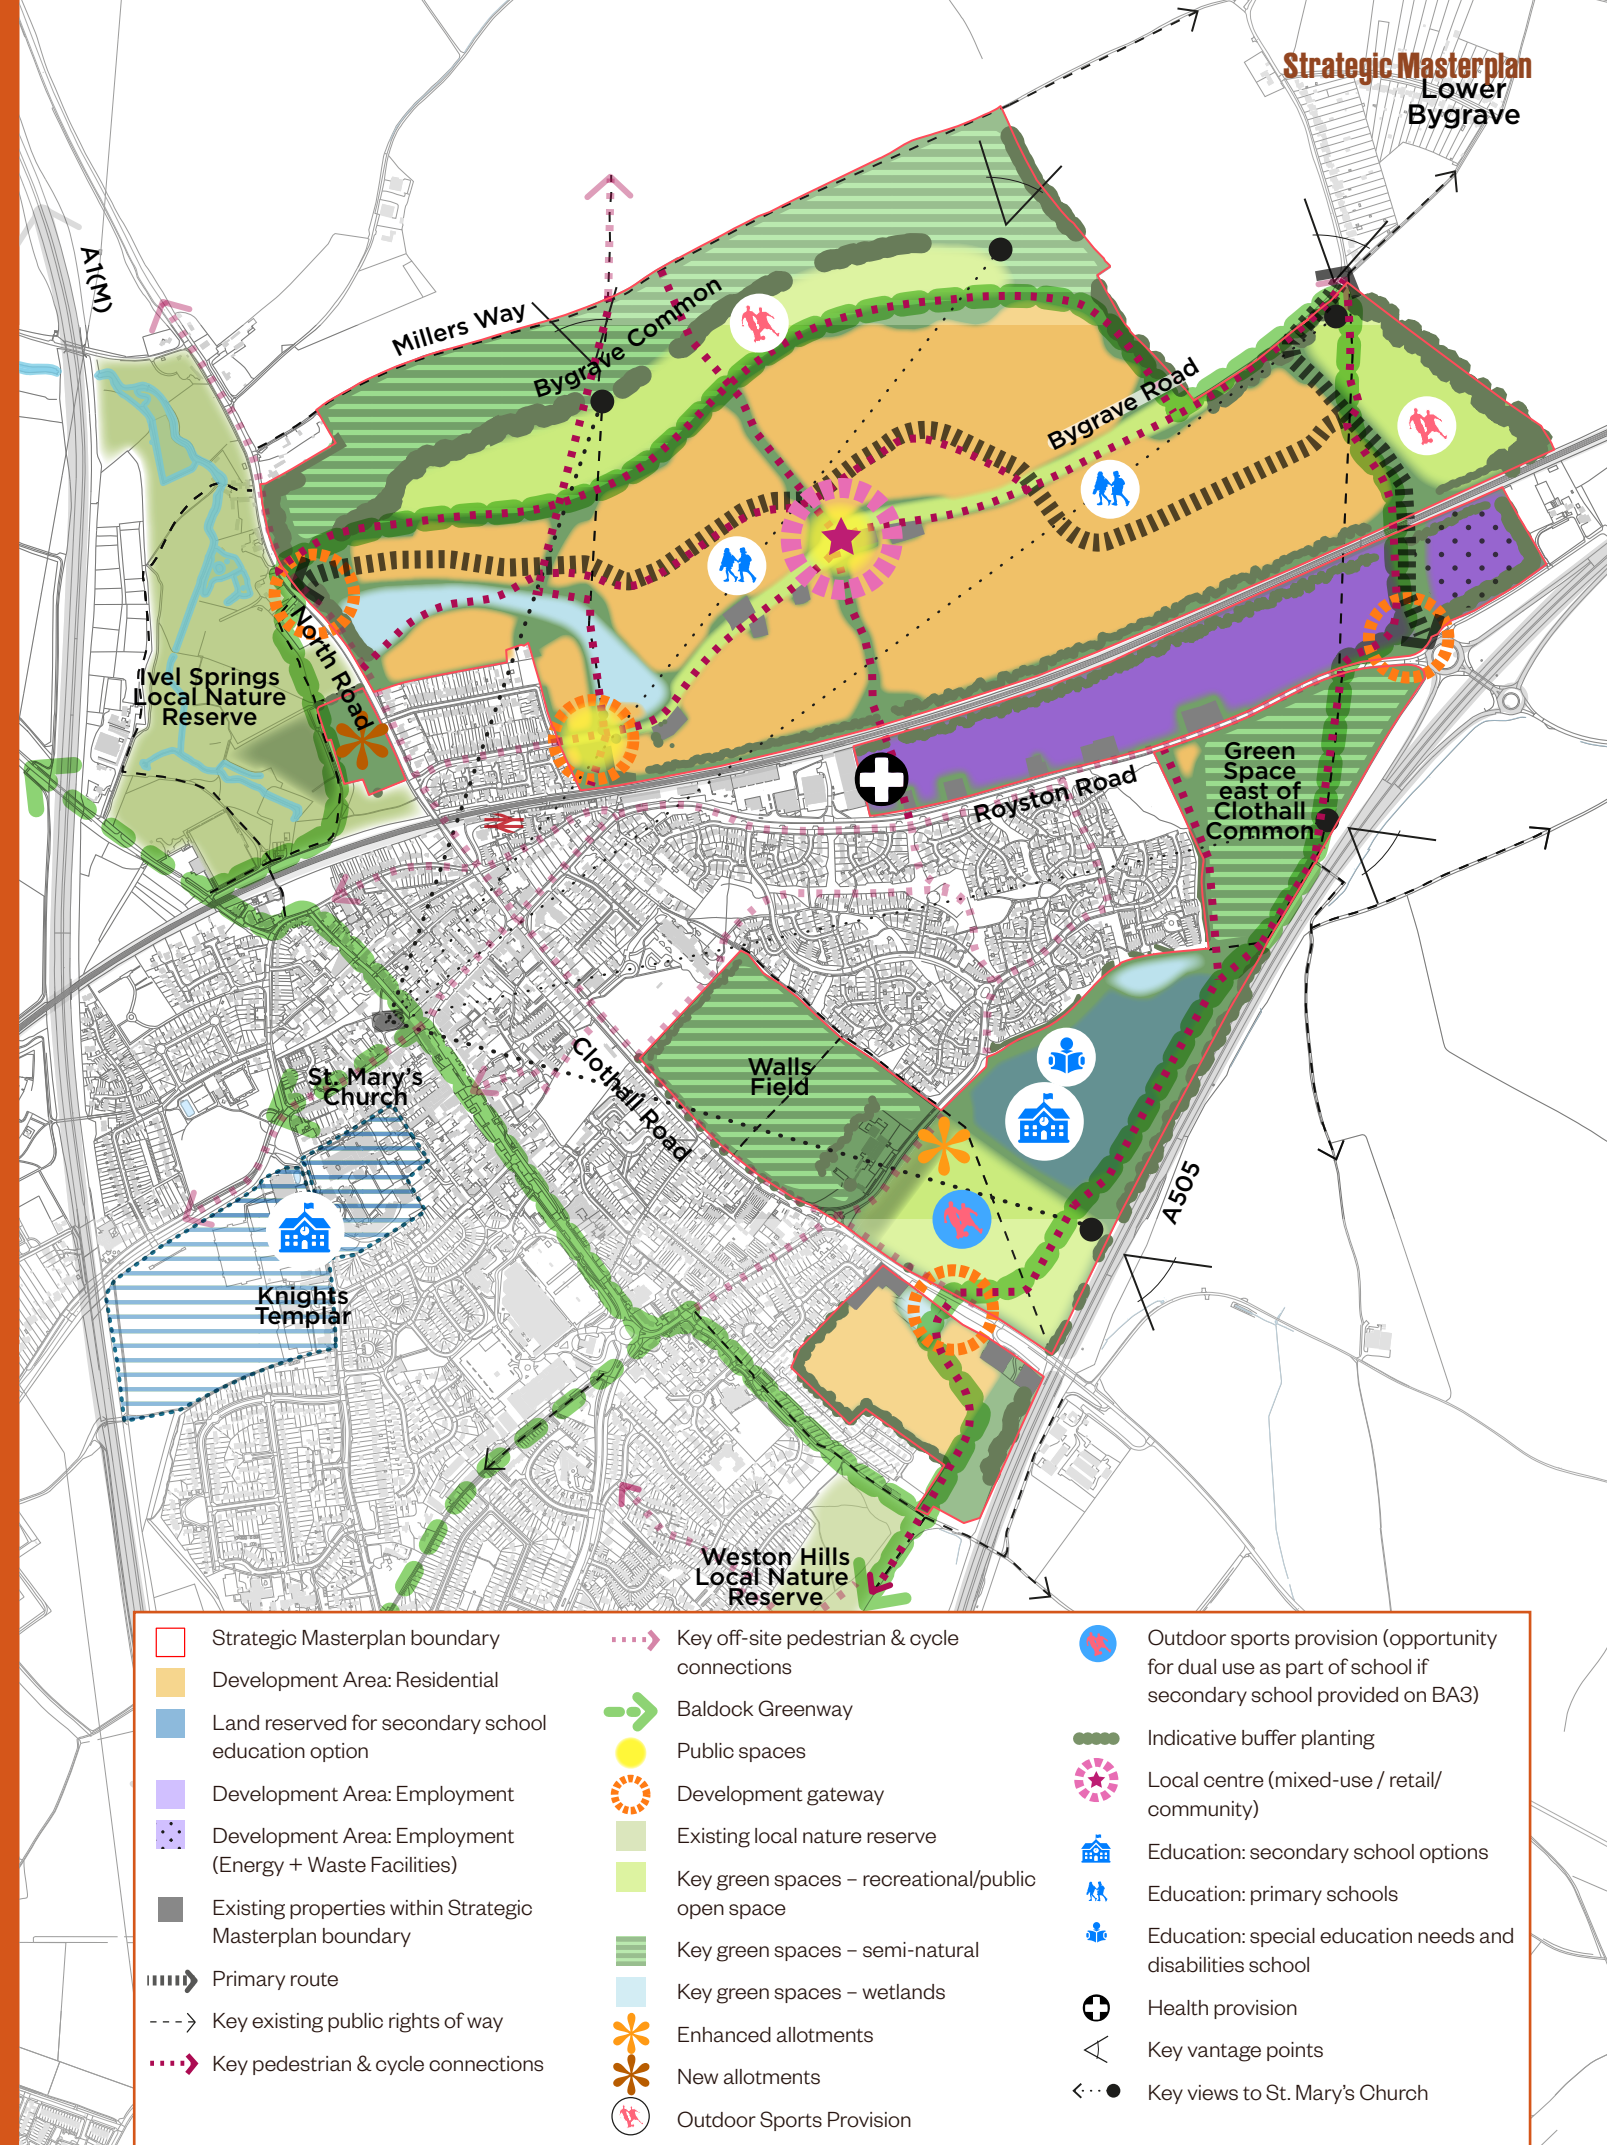 Strategic Masterplan
Lower
Bygrave
A1(M)
Millers Way
Bygrave Common
Bygrave Road
North Road
Ivel Springs
Local Nature
Reserve
Green
Space
east of
Clothall
Common
Royston Road
Walls
Field
Clothall Road
St. Mary's
Church
A505
Knights
Templar
Weston Hills
Local Nature
Reserve
Strategic Masterplan boundary
Development Area: Residential
Land reserved for secondary school
education option
Development Area: Employment
Development Area: Employment
(Energy + Waste Facilities)
Existing properties within Strategic
Masterplan boundary
Primary route
Key existing public rights of way
Key pedestrian & cycle connections
Key off-site pedestrian & cycle
connections
Baldock Greenway
Public spaces
Development gateway
Existing local nature reserve
Key green spaces – recreational/public
open space
Key green spaces – semi-natural
Key green spaces – wetlands
Enhanced allotments
New allotments
Outdoor Sports Provision
Outdoor sports provision (opportunity
for dual use as part of school if
secondary school provided on BA3)
Indicative buffer planting
Local centre (mixed-use / retail/
community)
Education: secondary school options
Education: primary schools
Education: special education needs and
disabilities school
Health provision
Key vantage points
Key views to St. Mary's Church